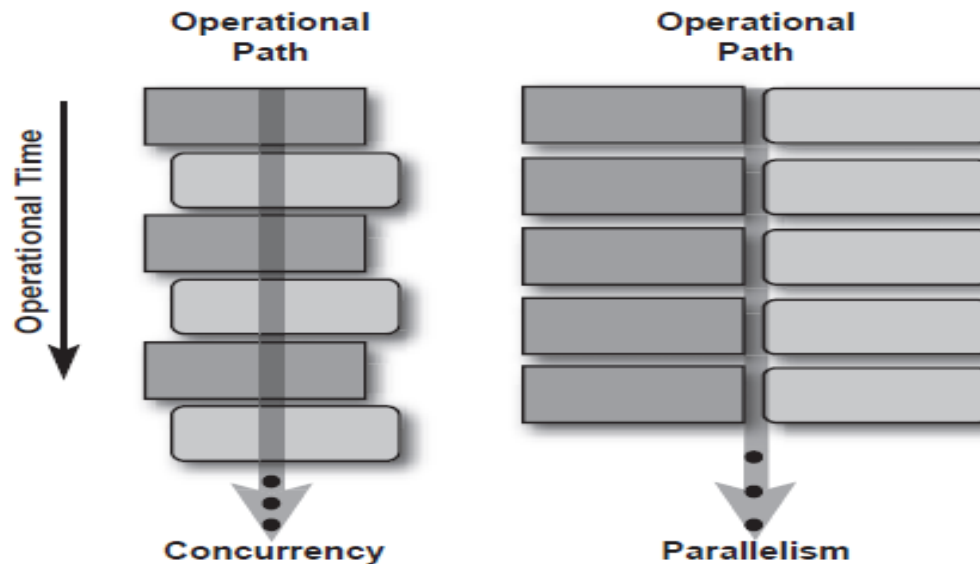 Operational
Path
Operational
Path
Operational Time
Concurrency
Parallelism